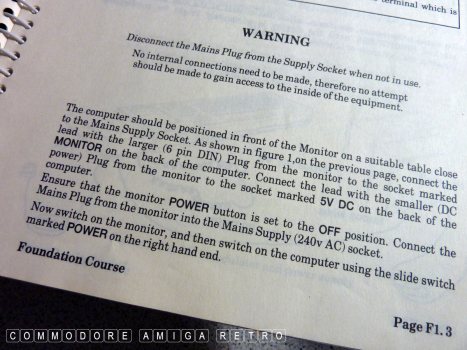 terminal which is
WARNING
Disconnect the Mains Plug from the Supply Socket when not in use.
No internal connections need to be made, therefore no attempt
should be made to gain access to the inside of the equipment.
The computer should be positioned in front of the Monitor on a suitable table close
to the Mains Supply Socket. As shown in figure 1,on the previous page, connect the
lead with the larger (6 pin DIN) Plug from the monitor to the socket marked
MONITOR on the back of the computer. Connect the lead with the smaller (DC
power) Plug from the monitor to the socket marked 5V DC on the back of the
computer.
Ensure that the monitor POWER button is set to the OFF position. Connect the
Mains Plug from the monitor into the Mains Supply (240v AC) socket.
Now switch on the monitor, and then switch on the computer using the slide switch
marked POWER on the right hand end.
Foundation Course
Page F1. 3
COMMODORE AMIGA RETRO